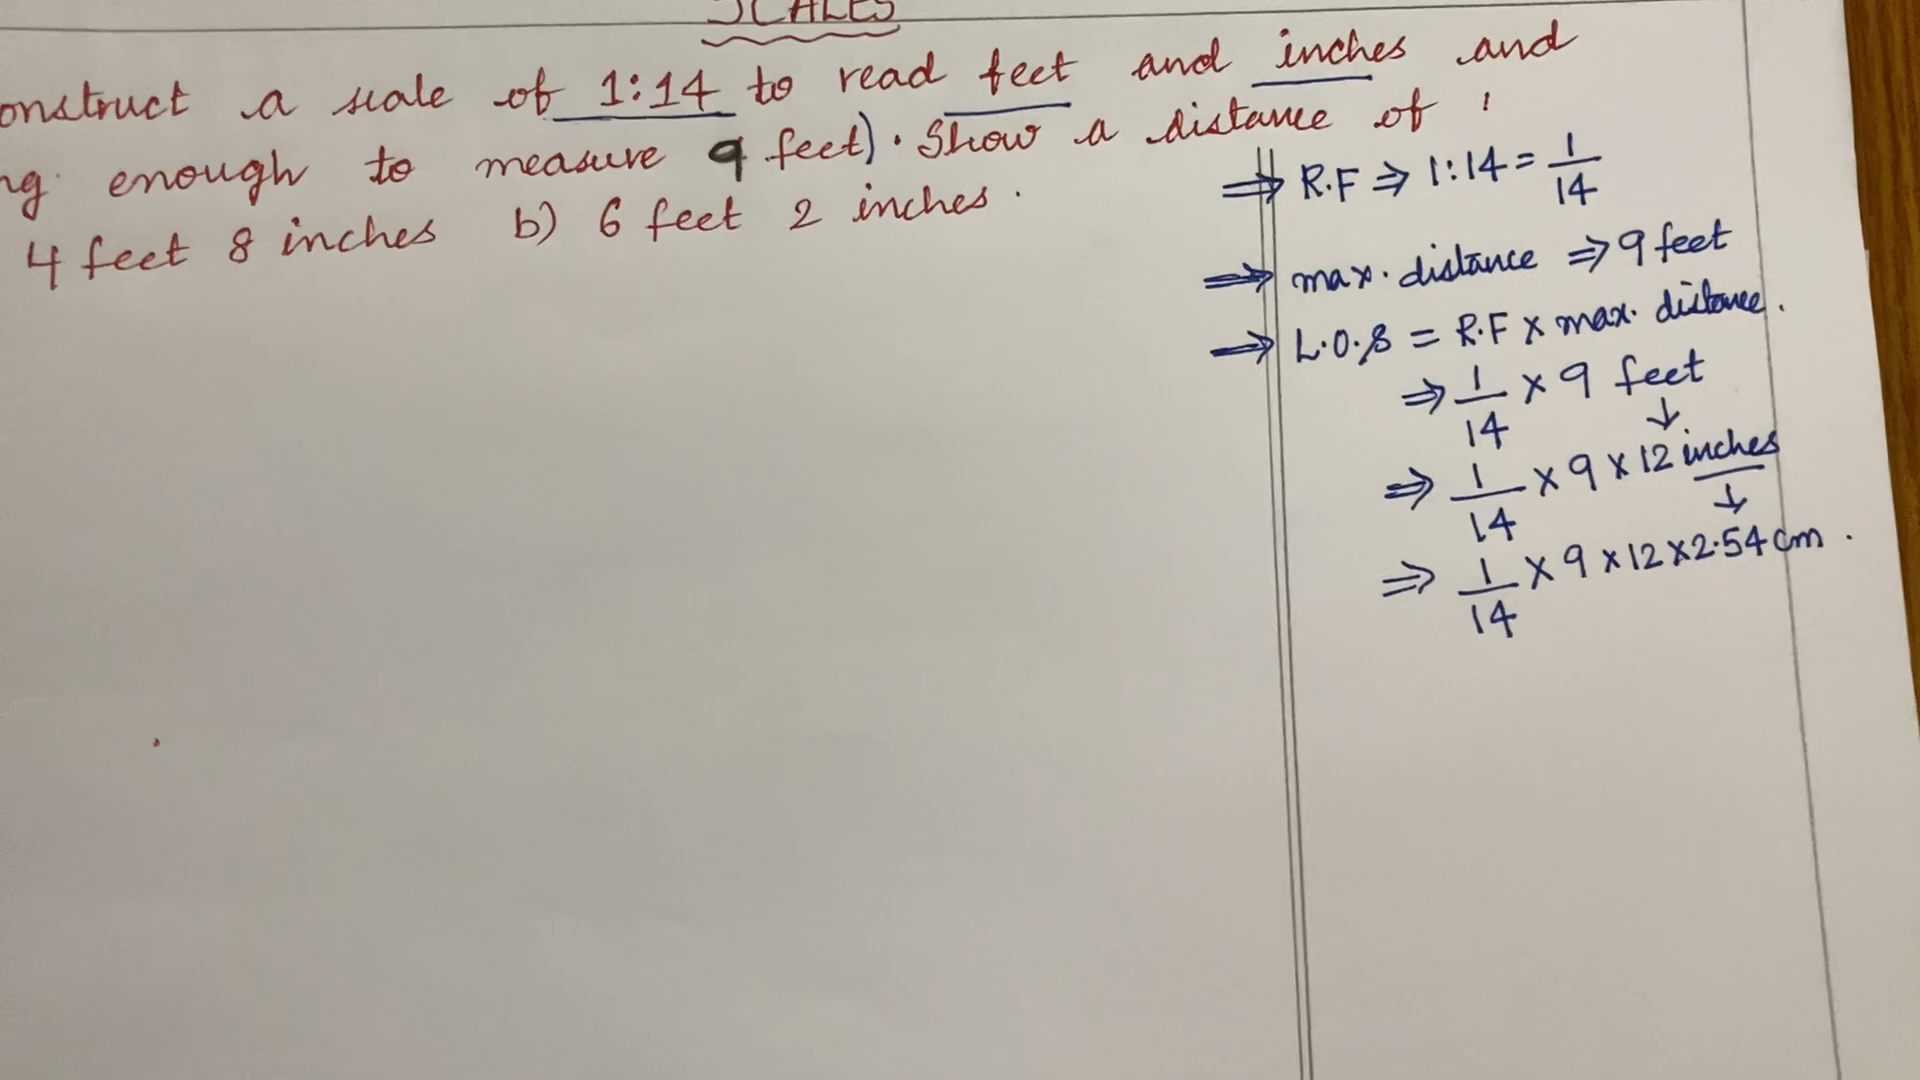 SCALES
onstruct a scale of 1:14 to read feet and inches and
ng enough to measure 9 feet). Show a distance of
4 feet 8 inches b) 6 feet 2 inches.
⇒ R.F ⇒ 1:14 = 1/14
⇒ max. distance ⇒ 9 feet
⇒ L.O.S = R.F x max. distance.
⇒ 1/14 x 9 feet
↓
⇒ 1/14 x 9 x 12 inches
↓
⇒ 1/14 x 9 x 12 x 2.54 cm.